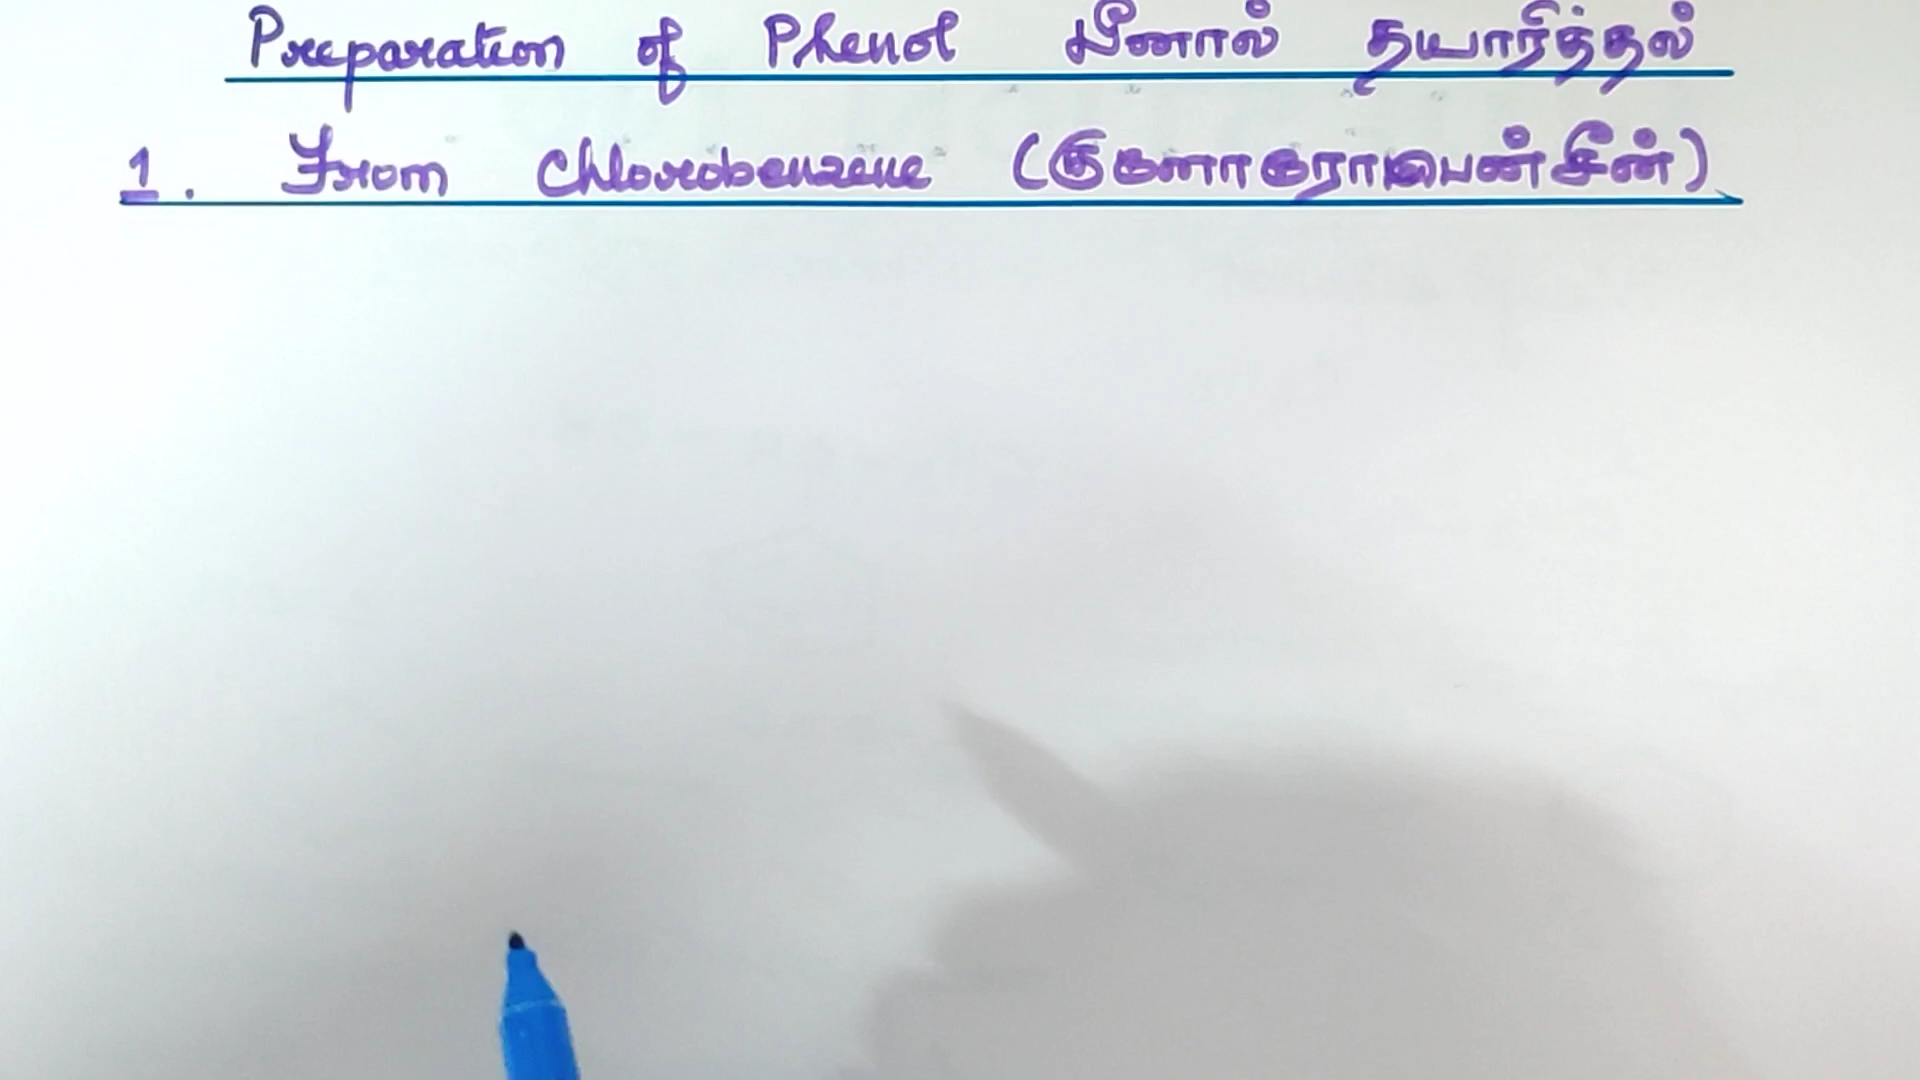 Preparation of Phenol பீனால் தயாரித்தல்
1. From Chlorobenzene (குளோரோபென்சீன்)